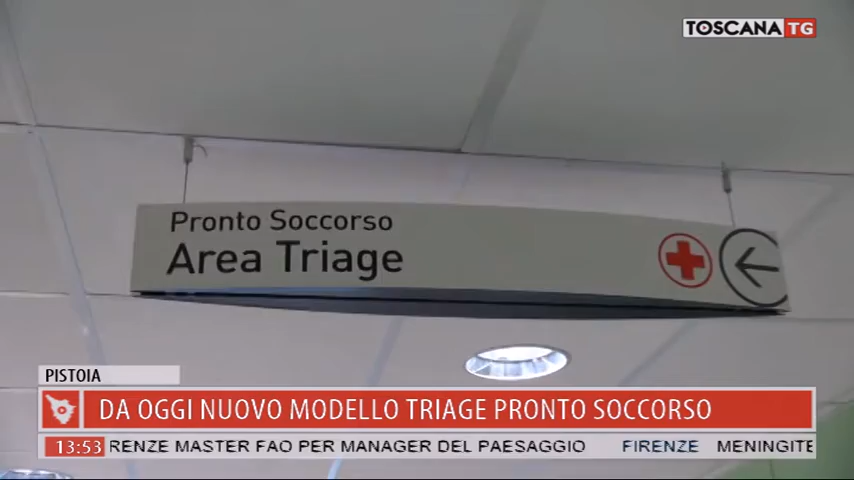 TOSCANA TG
Pronto Soccorso
Area Triage
PISTOIA
DA OGGI NUOVO MODELLO TRIAGE PRONTO SOCCORSO
13:53 RENZE MASTER FAO PER MANAGER DEL PAESAGGIO FIRENZE MENINGITE